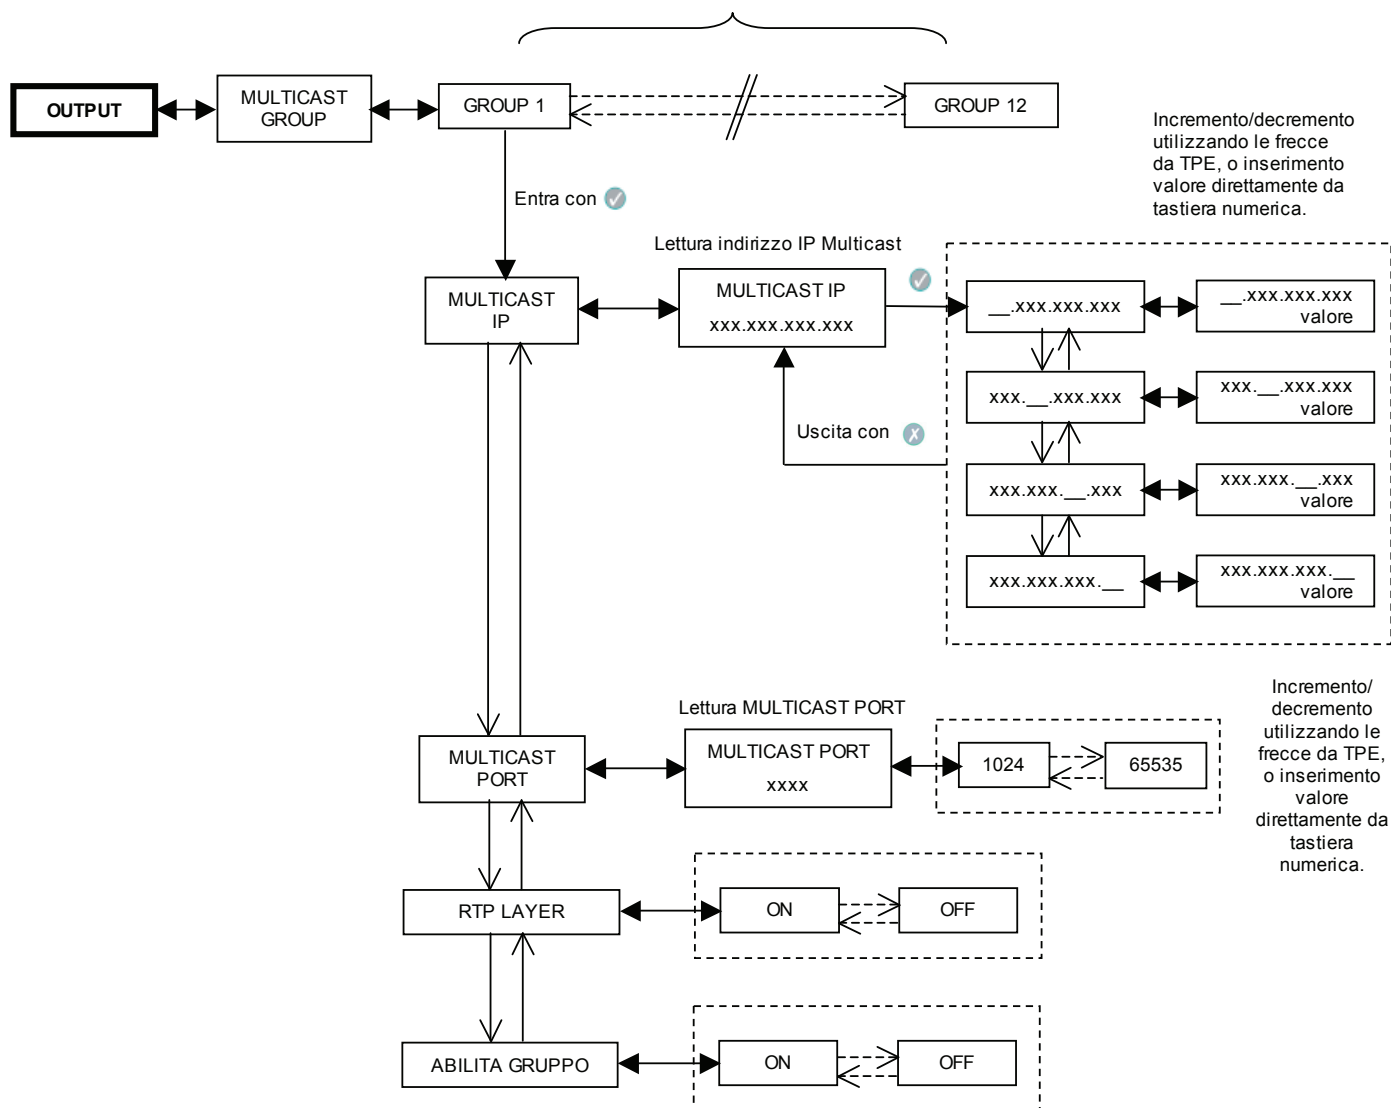 OUTPUT
MULTICAST
GROUP
GROUP 1
GROUP 12
Incremento/decremento
utilizzando le frecce
da TPE, o inserimento
valore direttamente da
tastiera numerica.
Entra con
Lettura indirizzo IP Multicast
MULTICAST
IP
MULTICAST IP
xxx.xxx.xxx.xxx
__.xxx.xxx.xxx
__.xxx.xxx.xxx
valore
xxx.__.xxx.xxx
xxx.__.xxx.xxx
valore
Uscita con
xxx.xxx.__.xxx
xxx.xxx.__.xxx
valore
xxx.xxx.xxx.__
xxx.xxx.xxx.__
valore
Lettura MULTICAST PORT
MULTICAST
PORT
MULTICAST PORT
xxxx
1024
65535
Incremento/
decremento
utilizzando le
frecce da TPE,
o inserimento
valore
direttamente da
tastiera
numerica.
RTP LAYER
ON
OFF
ABILITA GRUPPO
ON
OFF